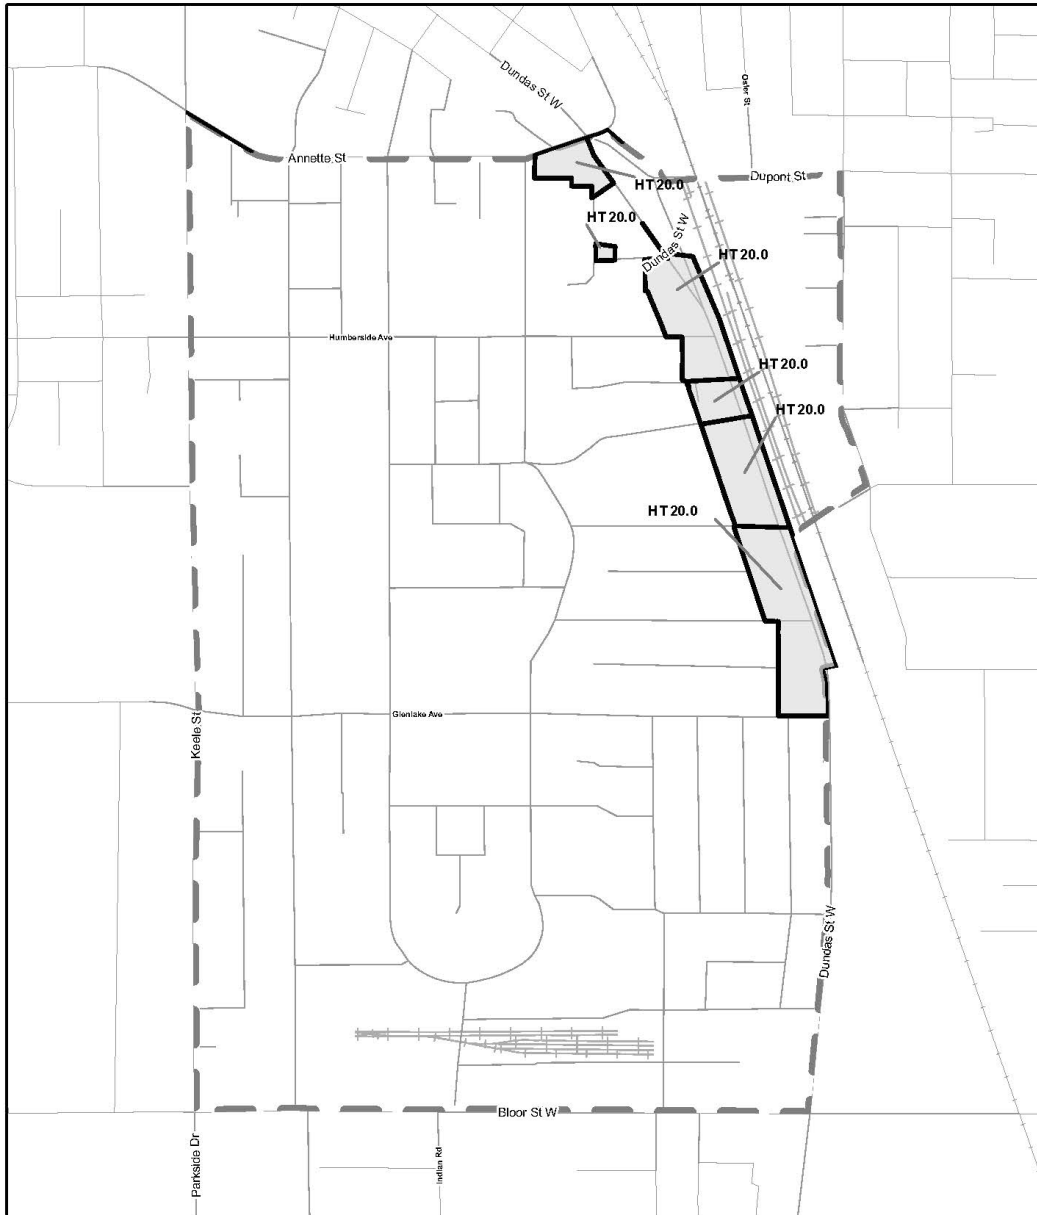 Dundas St W
Osler St
Annette St
Dupont St
HT 20.0
HT 20.0
Dundas St W
HT 20.0
Humberside Ave
HT 20.0
HT 20.0
HT 20.0
Glenlake Ave
Keele St
Dundas St W
Bloor St W
Parkside Dr
Indian Rd